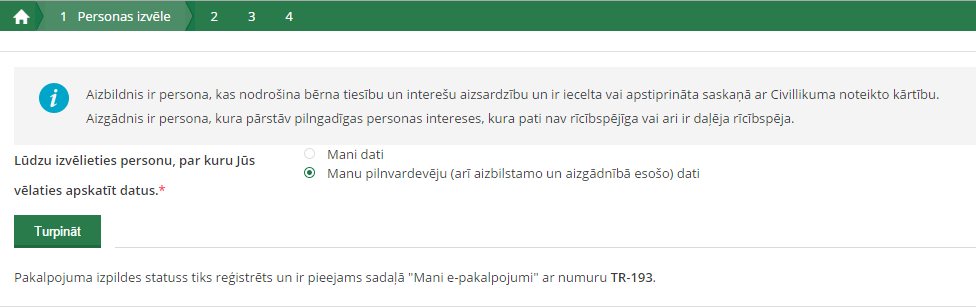 1 Personas izvēle 2 3 4
Aizbildnis ir persona, kas nodrošina bērna tiesību un interešu aizsardzību un ir iecelta vai apstiprināta saskaņā ar Civillikuma noteikto kārtību.
Aizgādnis ir persona, kura pārstāv pilngadīgas personas intereses, kura pati nav rīcībspējīga vai ari ir daļēja rīcībspēja.
Lūdzu izvēlieties personu, par kuru Jūs
vēlaties apskatīt datus.*
Mani dati
Manu pilnvardevēju (arī aizbilstamo un aizgādnībā esošo) dati
Turpināt
Pakalpojuma izpildes statuss tiks reģistrēts un ir pieejams sadaļā "Mani e-pakalpojumi" ar numuru TR-193.